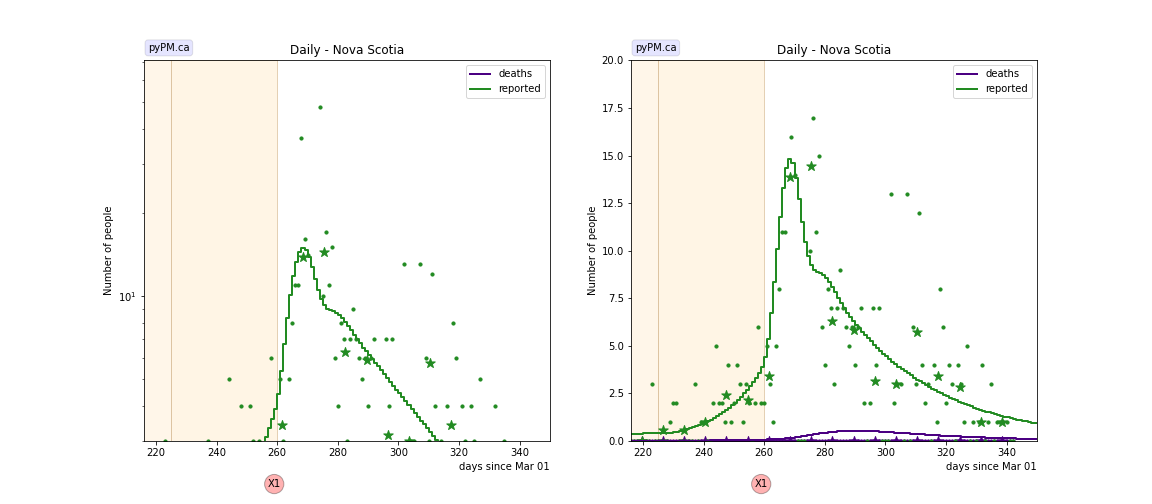 pyPM.ca
Daily - Nova Scotia
deaths
reported
Number of people
10¹
220 240 260 280 300 320 340
days since Mar 01
X1
pyPM.ca
Daily - Nova Scotia
deaths
reported
Number of people
20.0
17.5
15.0
12.5
10.0
7.5
5.0
2.5
0.0
220 240 260 280 300 320 340
days since Mar 01
X1